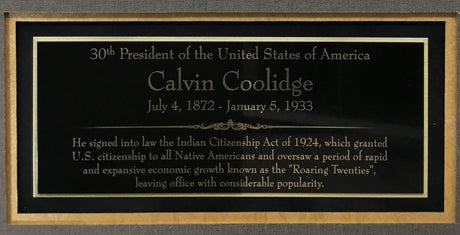 30th President of the United States of America
Calvin Coolidge
July 4, 1872 - January 5, 1933
He signed into law the Indian Citizenship Act of 1924, which granted
U.S. citizenship to all Native Americans and oversaw a period of rapid
and expansive economic growth known as the "Roaring Twenties",
leaving office with considerable popularity.